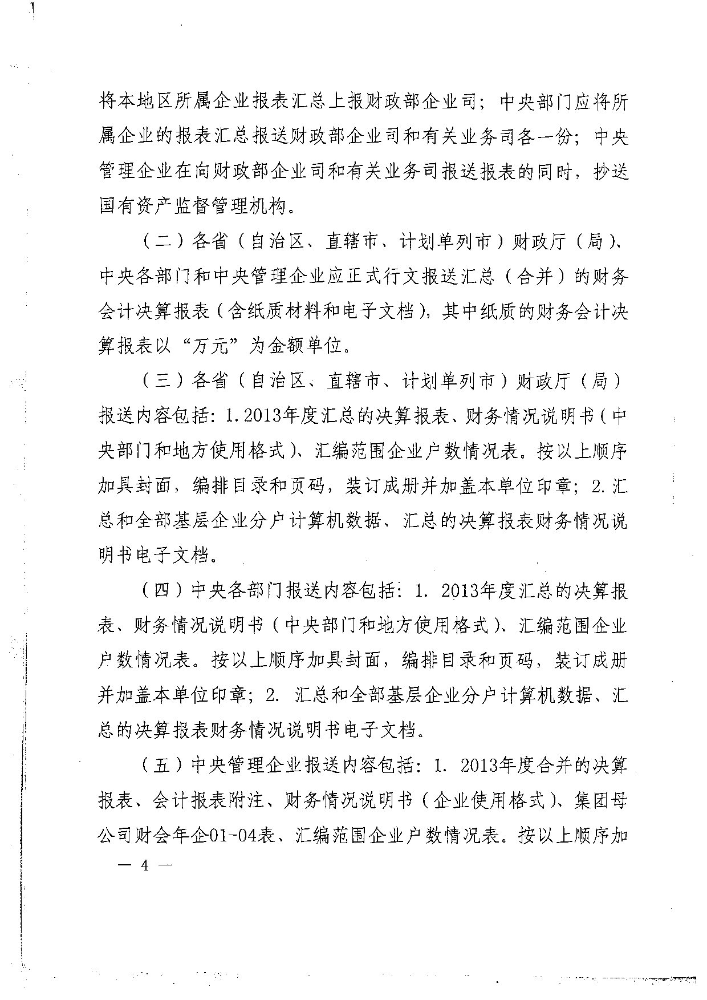 将本地区所属企业报表汇总上报财政部企业司；中央部门应将所
属企业的报表汇总报送财政部企业司和有关业务司各一份；中央
管理企业在向财政部企业司和有关业务司报送报表的同时，抄送
国有资产监督管理机构。
（二）各省（自治区、直辖市、计划单列市）财政厅（局）、
中央各部门和中央管理企业应正式行文报送汇总（合并）的财务
会计决算报表（含纸质材料和电子文档），其中纸质的财务会计决
算报表以“万元”为金额单位。
（三）各省（自治区、直辖市、计划单列市）财政厅（局）
报送内容包括：1.2013年度汇总的决算报表、财务情况说明书（中
央部门和地方使用格式）、汇编范围企业户数情况表。按以上顺序
加具封面，编排目录和页码，装订成册并加盖本单位印章；2.汇
总和全部基层企业分户计算机数据、汇总的决算报表财务情况说
明书电子文档。
（四）中央各部门报送内容包括：1. 2013年度汇总的决算报
表、财务情况说明书（中央部门和地方使用格式）、汇编范围企业
户数情况表。按以上顺序加具封面，编排目录和页码，装订成册
并加盖本单位印章；2. 汇总和全部基层企业分户计算机数据、汇
总的决算报表财务情况说明书电子文档。
（五）中央管理企业报送内容包括：1. 2013年度合并的决算
报表、会计报表附注、财务情况说明书（企业使用格式）、集团母
公司财会年企01-04表、汇编范围企业户数情况表。按以上顺序加
— 4 —